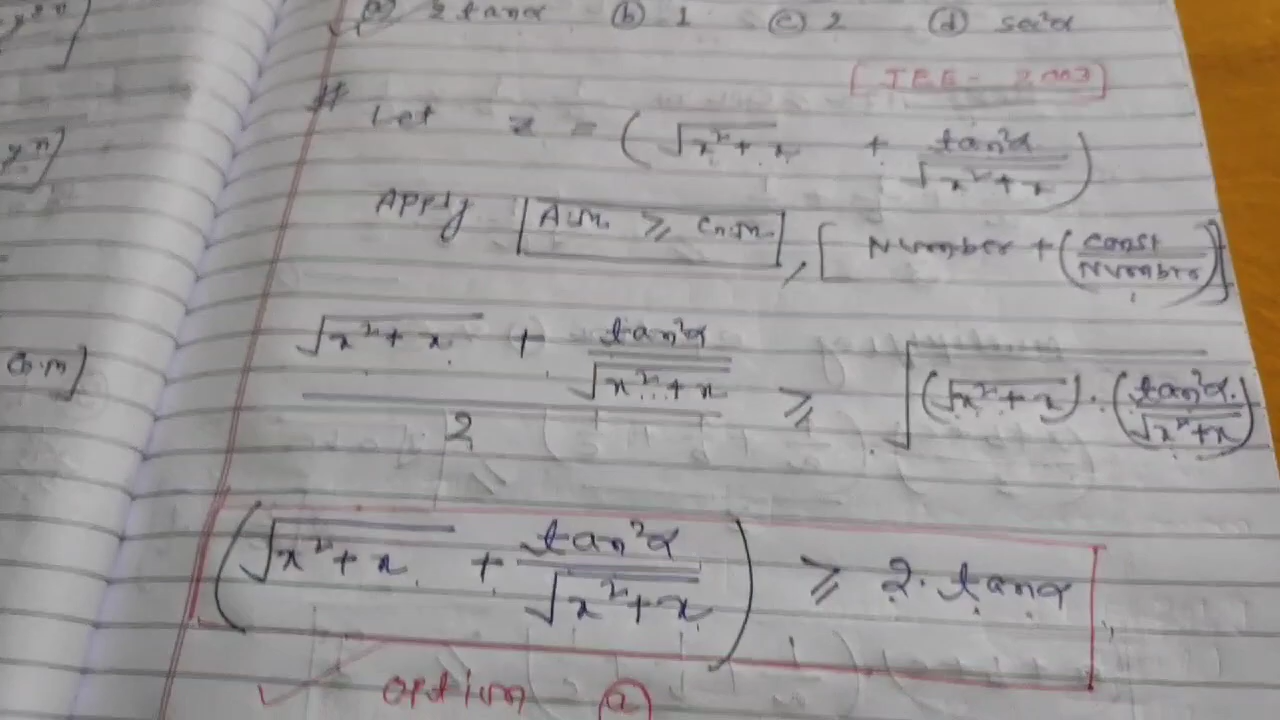 (a) 2 tanα (b) 1 (c) 2 (d) sec²α
[JEE - 2003]
# Let z = (√(x²+x) + tan²α/√(x²+x))
Apply [A.M. ≥ G.M.], [Number + (const/Number)]
(√(x²+x) + tan²α/√(x²+x))/2 ≥ √((√(x²+x)) · (tan²α/√(x²+x)))
(√(x²+x) + tan²α/√(x²+x)) ≥ 2 · tanα
option (a)
y^n]
G.m]